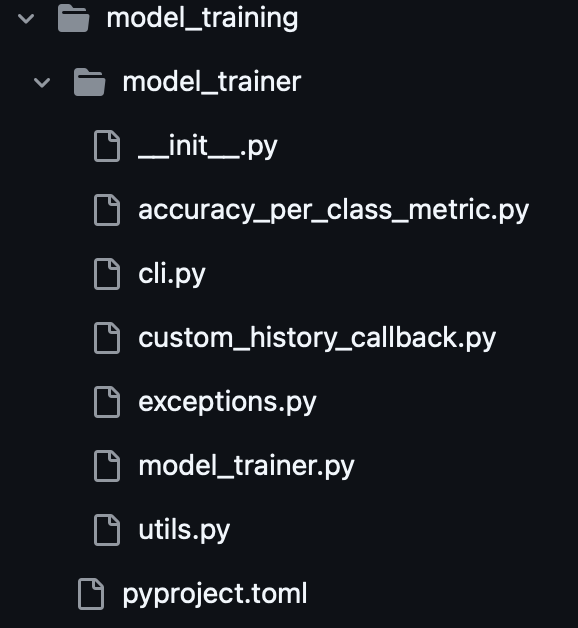 model_training
model_trainer
__init__.py
accuracy_per_class_metric.py
cli.py
custom_history_callback.py
exceptions.py
model_trainer.py
utils.py
pyproject.toml